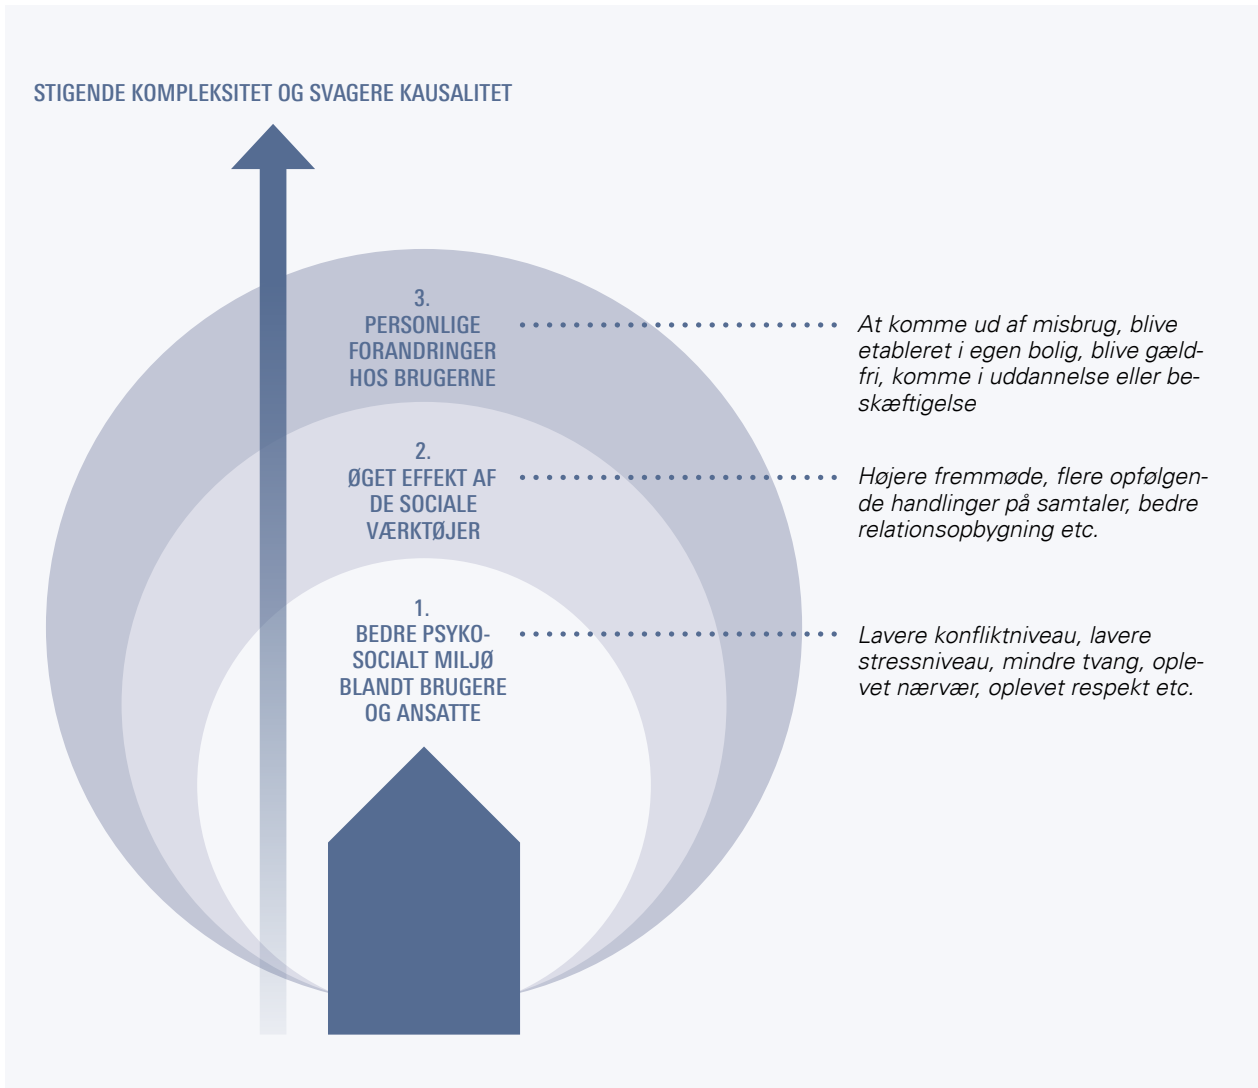 STIGENDE KOMPLEKSITET OG SVAGERE KAUSALITET
3.
PERSONLIGE
FORANDRINGER
HOS BRUGERNE
At komme ud af misbrug, blive
etableret i egen bolig, blive gæld-
fri, komme i uddannelse eller be-
skæftigelse
2.
ØGET EFFEKT AF
DE SOCIALE
VÆRKTØJER
Højere fremmøde, flere opfølgen-
de handlinger på samtaler, bedre
relationsopbygning etc.
1.
BEDRE PSYKO-
SOCIALT MILJØ
BLANDT BRUGERE
OG ANSATTE
Lavere konfliktniveau, lavere
stressniveau, mindre tvang, ople-
vet nærvær, oplevet respekt etc.